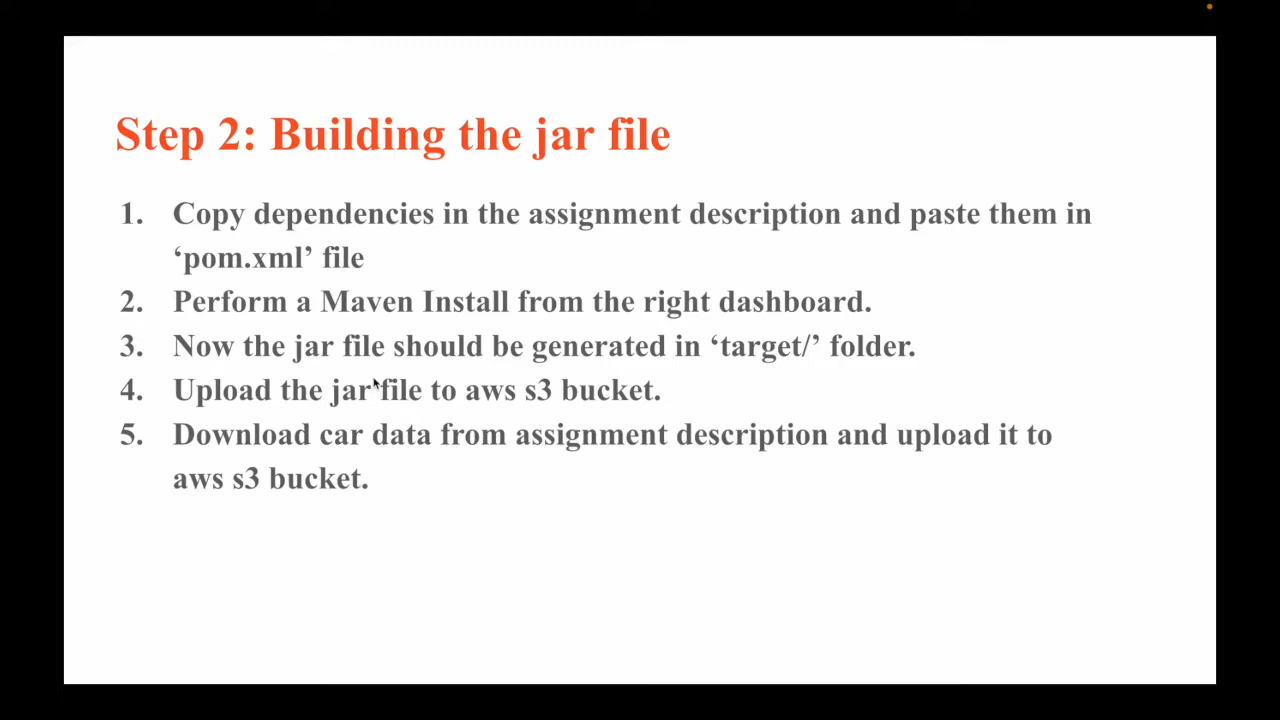 Step 2: Building the jar file
1. Copy dependencies in the assignment description and paste them in
‘pom.xml’ file
2. Perform a Maven Install from the right dashboard.
3. Now the jar file should be generated in ‘target/’ folder.
4. Upload the jar file to aws s3 bucket.
5. Download car data from assignment description and upload it to
aws s3 bucket.